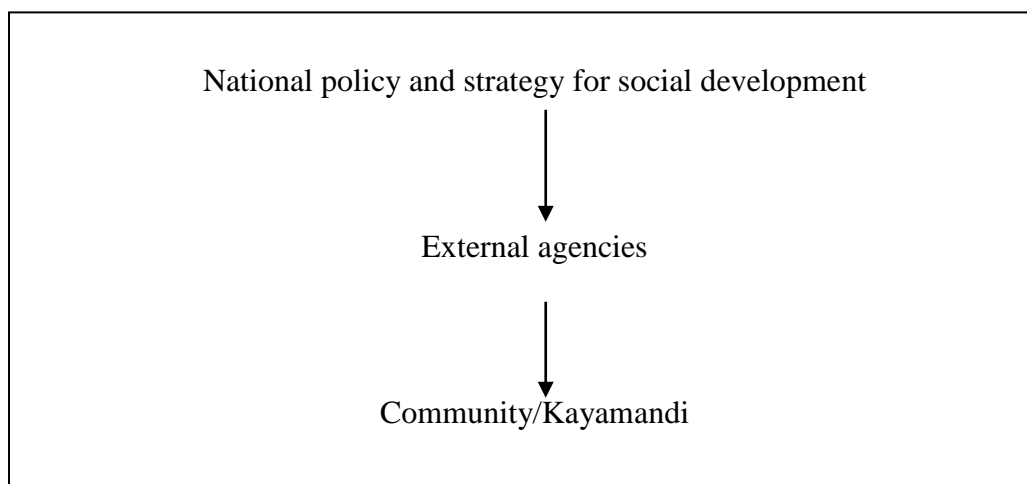 National policy and strategy for social development
External agencies
Community/Kayamandi